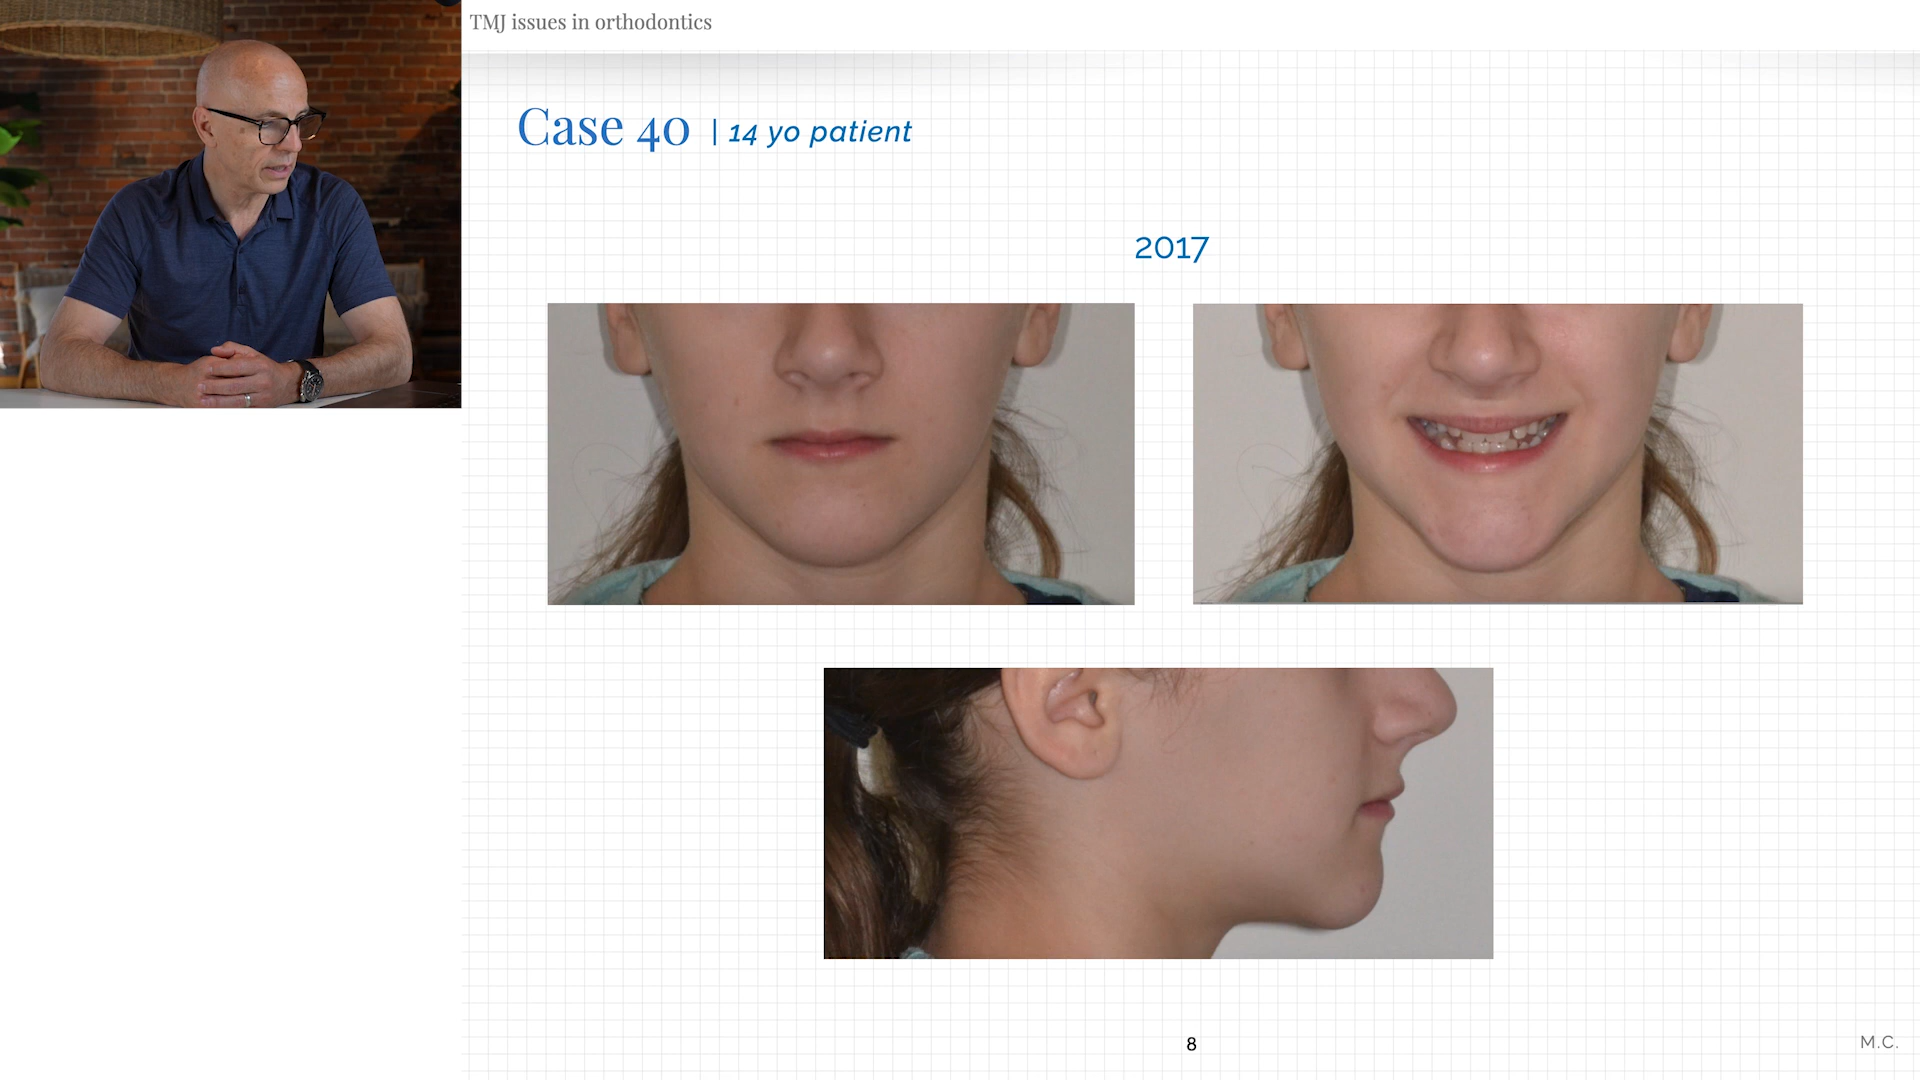 TMJ issues in orthodontics
Case 40 | 14 yo patient
2017
8
M.C.